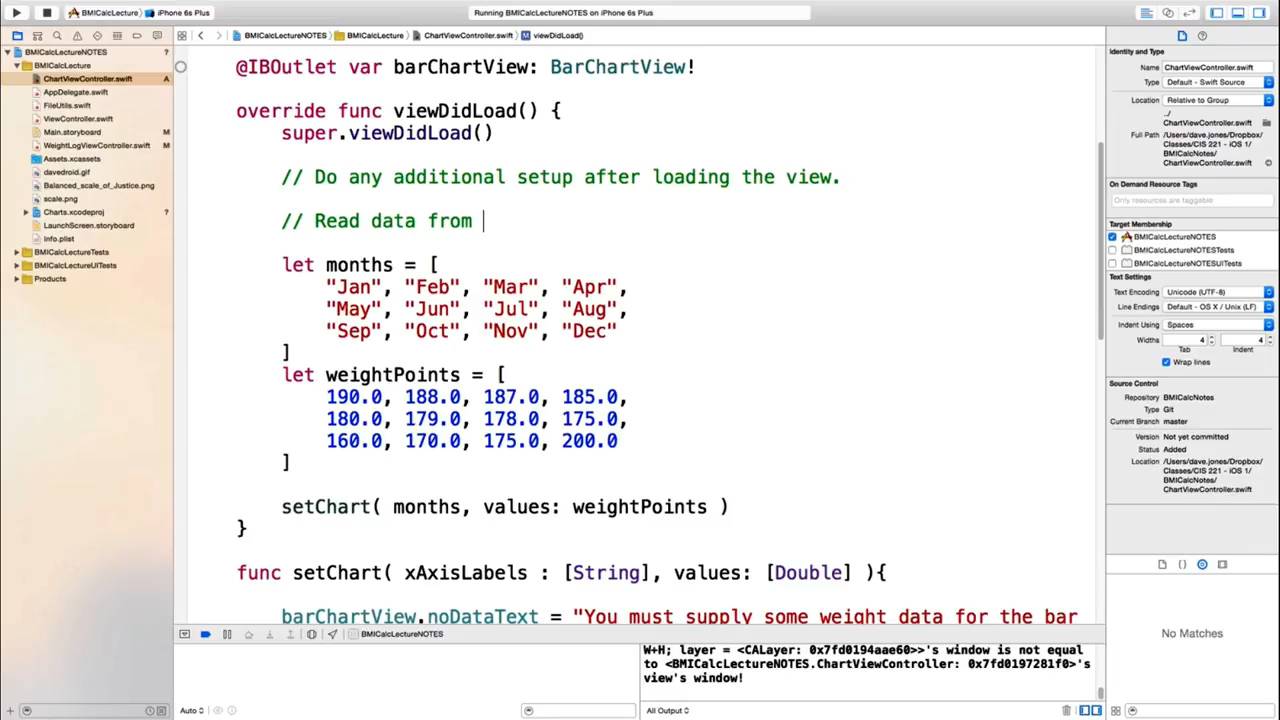 BMICalcLecture
iPhone 6s Plus
Running BMICalcLectureNOTES on iPhone 6s Plus
BMICalcLectureNOTES
BMICalcLecture
ChartViewController.swift
viewDidLoad()
BMICalcLectureNOTES ?
BMICalcLecture
ChartViewController.swift A
AppDelegate.swift
FileUtils.swift
ViewController.swift
Main.storyboard M
WeightLogViewController.swift M
Assets.xcassets
davedroid.gif
Balanced_scale_of_Justice.png
scale.png
Charts.xcodeproj ?
LaunchScreen.storyboard
Info.plist
BMICalcLectureTests
BMICalcLectureUITests
Products
@IBOutlet var barChartView: BarChartView!
override func viewDidLoad() {
super.viewDidLoad()
// Do any additional setup after loading the view.
// Read data from
let months = [
"Jan", "Feb", "Mar", "Apr",
"May", "Jun", "Jul", "Aug",
"Sep", "Oct", "Nov", "Dec"
]
let weightPoints = [
190.0, 188.0, 187.0, 185.0,
180.0, 179.0, 178.0, 175.0,
160.0, 170.0, 175.0, 200.0
]
setChart( months, values: weightPoints )
}
func setChart( xAxisLabels : [String], values: [Double] ){
barChartView.noDataText = "You must supply some weight data for the bar
BMICalcLectureNOTES
W+H; layer = <CALayer: 0x7fd0194aae60>>'s window is not equal
to <BMICalcLectureNOTES.ChartViewController: 0x7fd0197281f0>'s
view's window!
Auto
All Output
Identity and Type
Name ChartViewController.swift
Type Default - Swift Source
Location Relative to Group
../
ChartViewController.swift
Full Path /Users/dave.jones/Dropbox/
Classes/CIS 221 - iOS 1/
BMICalcNotes/
ChartViewController.swift
On Demand Resource Tags
Only resources are taggable
Target Membership
BMICalcLectureNOTES
BMICalcLectureNOTESTests
BMICalcLectureNOTESUITests
Text Settings
Text Encoding Unicode (UTF-8)
Line Endings Default - OS X / Unix (LF)
Indent Using Spaces
Widths 4 4
Tab Indent
Wrap lines
Source Control
Repository BMICalcNotes
Type Git
Current Branch master
Version Not yet committed
Status Added
Location /Users/dave.jones/Dropbox/
Classes/CIS 221 - iOS 1/
BMICalcNotes/
ChartViewController.swift
No Matches